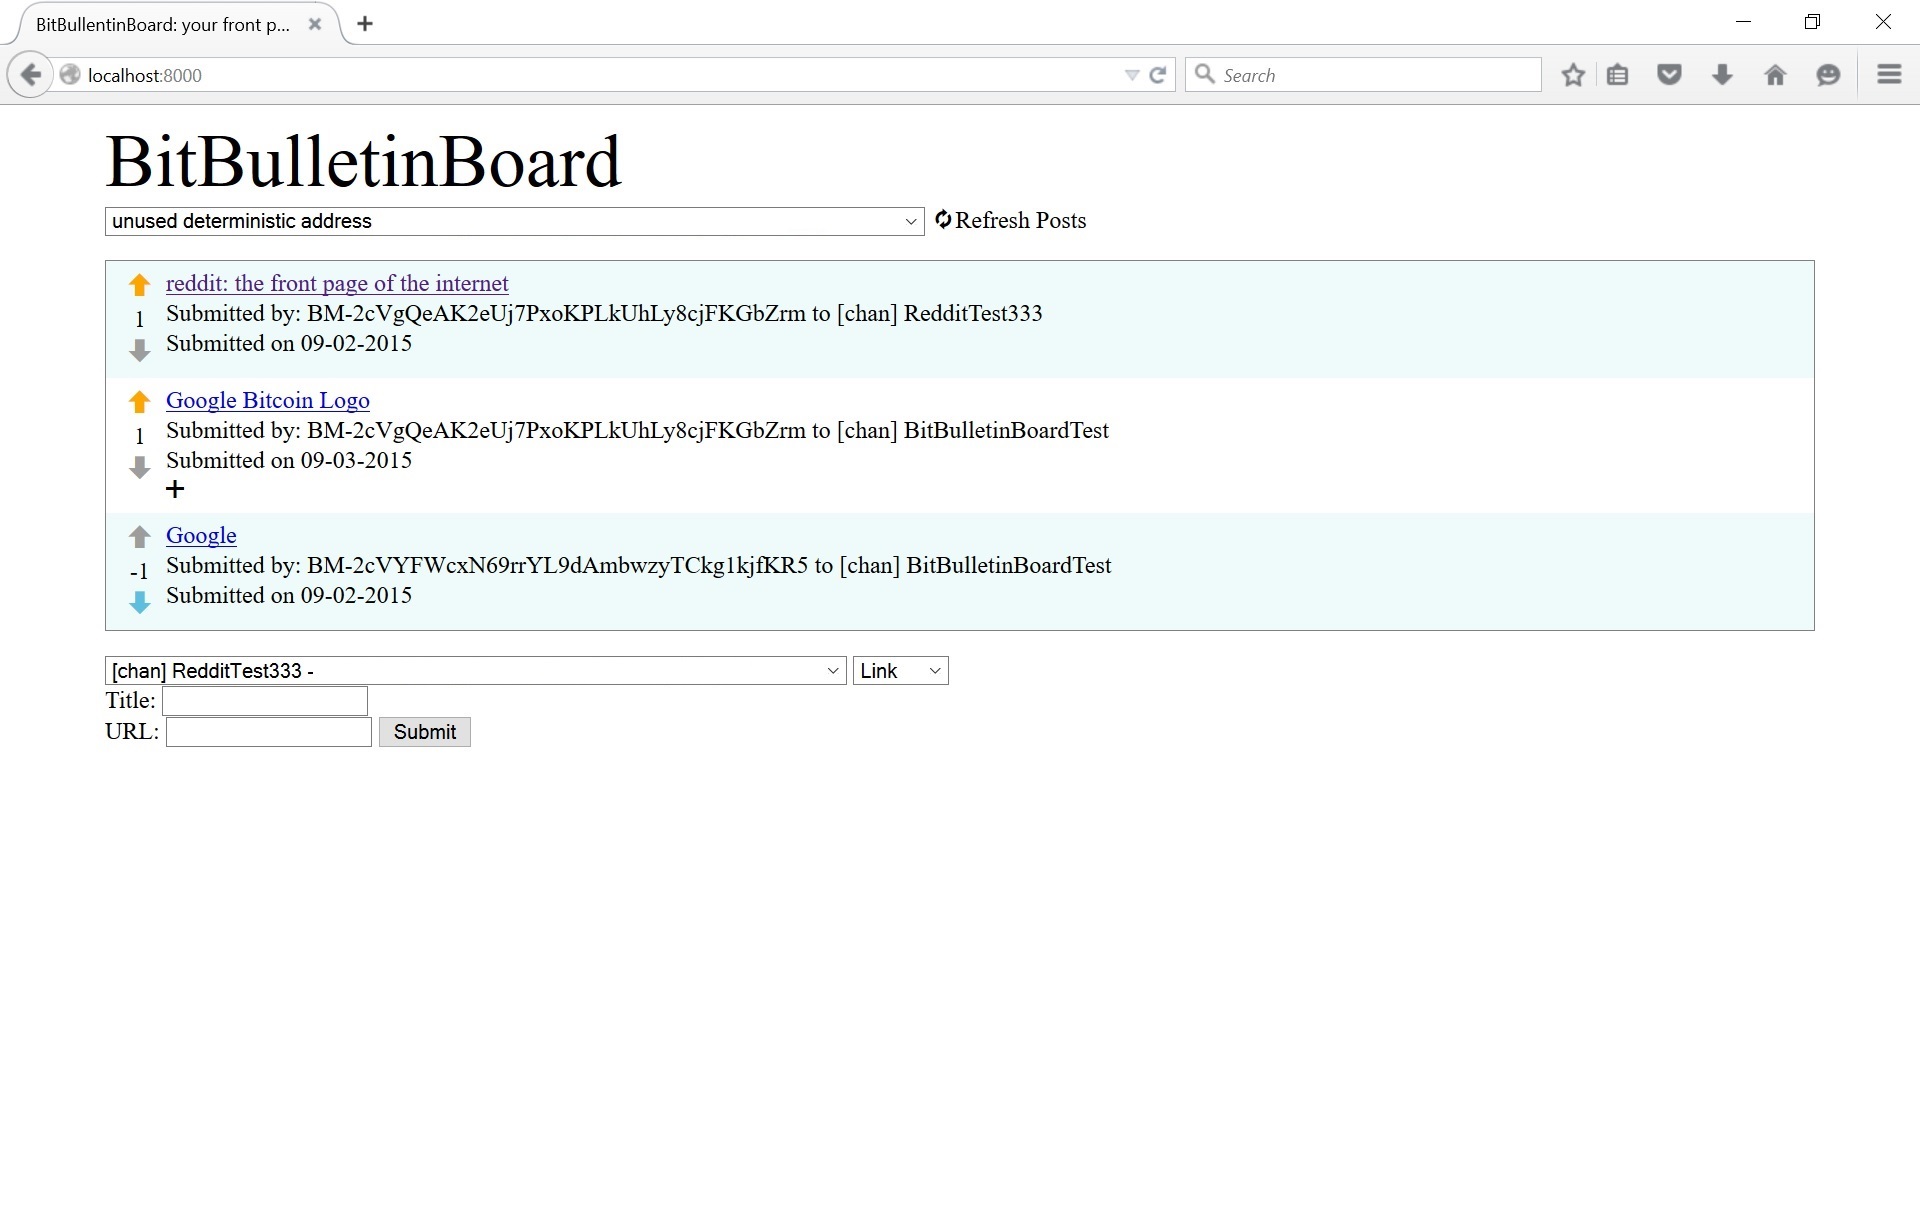 BitBullentinBoard: your front p...
localhost:8000
Search
BitBulletinBoard
unused deterministic address
Refresh Posts
reddit: the front page of the internet
1
Submitted by: BM-2cVgQeAK2eUj7PxoKPLkUhLy8cjFKGbZrm to [chan] RedditTest333
Submitted on 09-02-2015
Google Bitcoin Logo
1
Submitted by: BM-2cVgQeAK2eUj7PxoKPLkUhLy8cjFKGbZrm to [chan] BitBulletinBoardTest
Submitted on 09-03-2015
+
Google
-1
Submitted by: BM-2cVYFWcxN69rrYL9dAmbwzyTCkg1kjfKR5 to [chan] BitBulletinBoardTest
Submitted on 09-02-2015
[chan] RedditTest333 -
Link
Title:
URL:
Submit